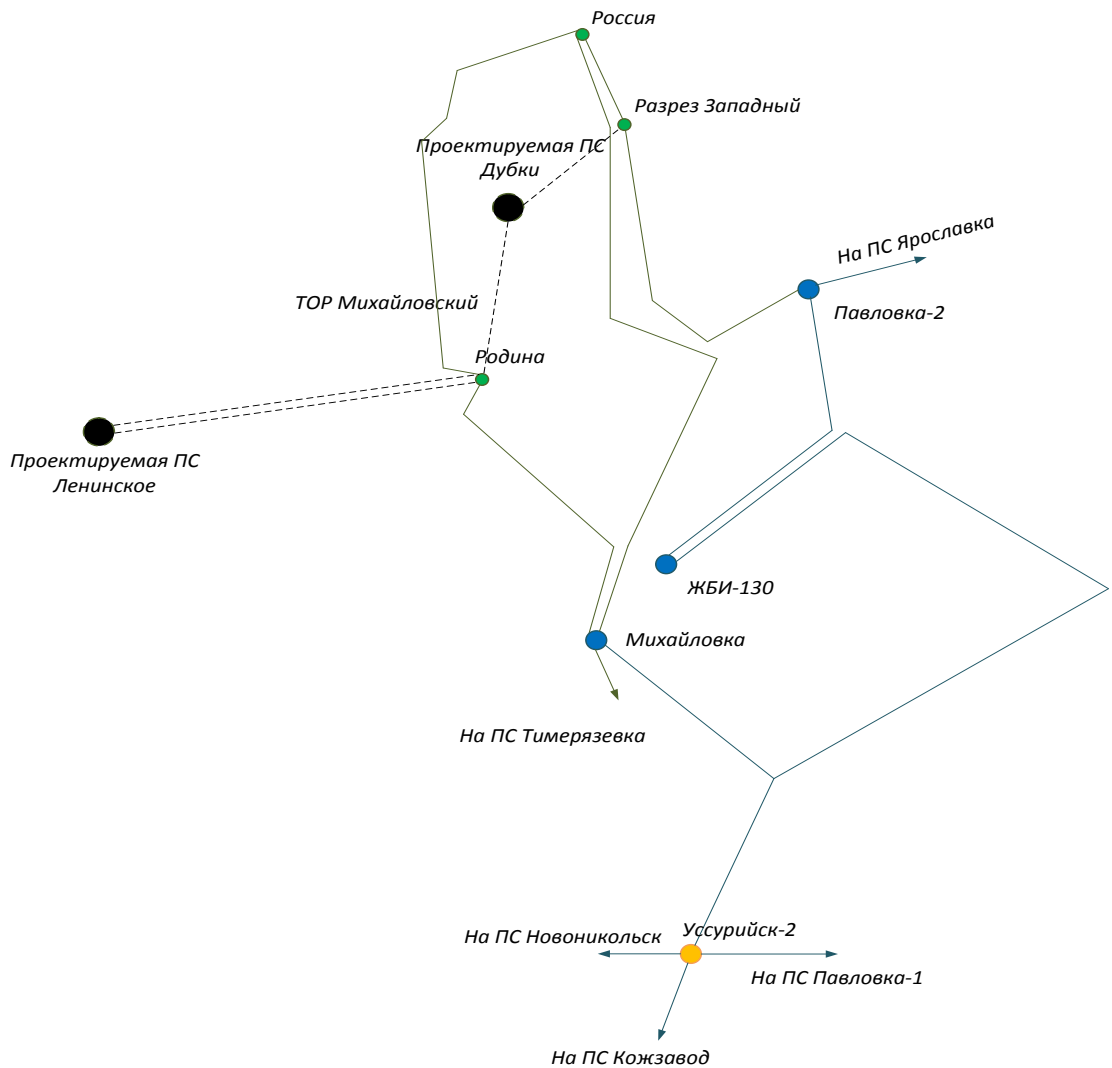 Россия
Разрез Западный
Проектируемая ПС
Дубки
На ПС Ярославка
ТОР Михайловский
Павловка-2
Родина
Проектируемая ПС
Ленинское
ЖБИ-130
Михайловка
На ПС Тимерязевка
Уссурийск-2
На ПС Новоникольск
На ПС Павловка-1
На ПС Кожзавод